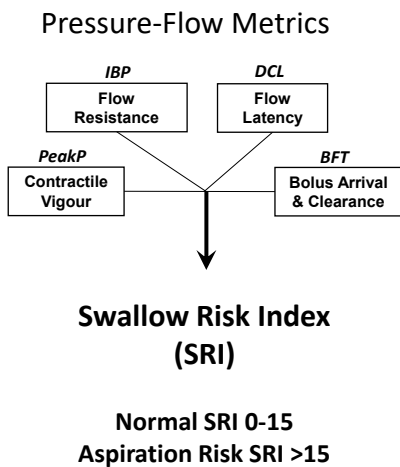 Pressure-Flow Metrics
IBP
Flow
Resistance
DCL
Flow
Latency
PeakP
Contractile
Vigour
BFT
Bolus Arrival
& Clearance
Swallow Risk Index
(SRI)
Normal SRI 0-15
Aspiration Risk SRI >15